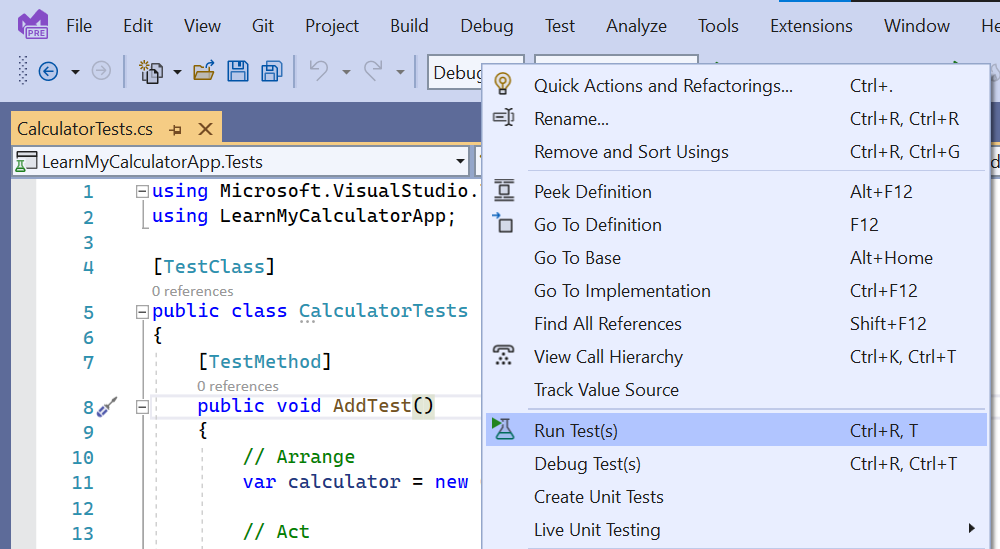 PRE File Edit View Git Project Build Debug Test Analyze Tools Extensions Window
Debug
CalculatorTests.cs
LearnMyCalculatorApp.Tests
1 using Microsoft.VisualStudio.
2 using LearnMyCalculatorApp;
3
4 [TestClass]
0 references
5 public class CalculatorTests
6 {
7 [TestMethod]
0 references
8 public void AddTest()
9 {
10 // Arrange
11 var calculator = new
12
13 // Act
Quick Actions and Refactorings... Ctrl+.
Rename... Ctrl+R, Ctrl+R
Remove and Sort Usings Ctrl+R, Ctrl+G
Peek Definition Alt+F12
Go To Definition F12
Go To Base Alt+Home
Go To Implementation Ctrl+F12
Find All References Shift+F12
View Call Hierarchy Ctrl+K, Ctrl+T
Track Value Source
Run Test(s) Ctrl+R, T
Debug Test(s) Ctrl+R, Ctrl+T
Create Unit Tests
Live Unit Testing